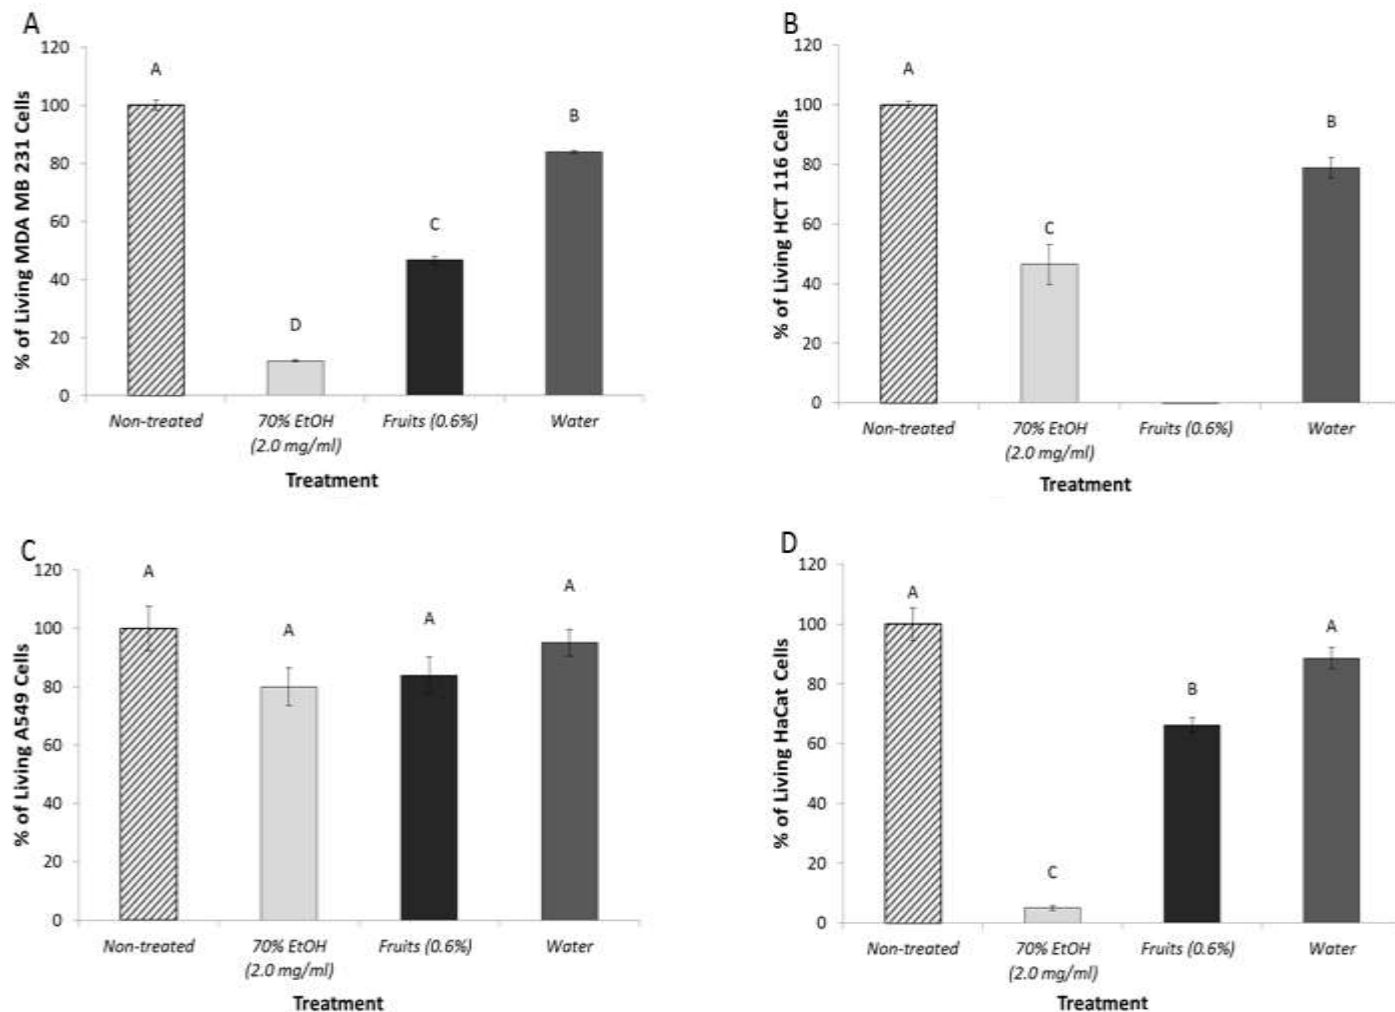 A
% of Living MDA MB 231 Cells
120
100
80
60
40
20
0
A
D
C
B
Non-treated
70% EtOH
(2.0 mg/ml)
Fruits (0.6%)
Water
Treatment
B
% of Living HCT 116 Cells
120
100
80
60
40
20
0
A
C
B
Non-treated
70% EtOH
(2.0 mg/ml)
Fruits (0.6%)
Water
Treatment
C
% of Living A549 Cells
120
100
80
60
40
20
0
A
A
A
A
Non-treated
70% EtOH
(2.0 mg/ml)
Fruits (0.6%)
Water
Treatment
D
% of Living HaCat Cells
120
100
80
60
40
20
0
A
C
B
A
Non-treated
70% EtOH
(2.0 mg/ml)
Fruits (0.6%)
Water
Treatment